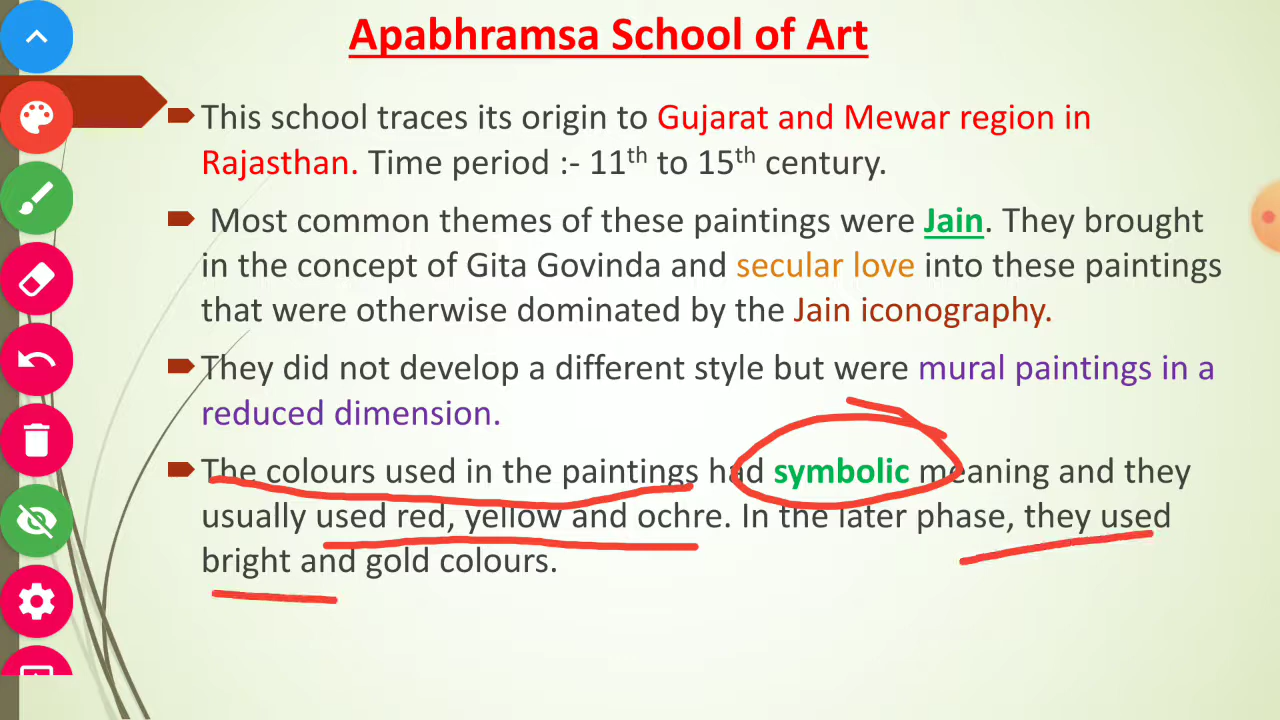 Apabhramsa School of Art
This school traces its origin to Gujarat and Mewar region in
Rajasthan. Time period :- 11th to 15th century.
Most common themes of these paintings were Jain. They brought
in the concept of Gita Govinda and secular love into these paintings
that were otherwise dominated by the Jain iconography.
They did not develop a different style but were mural paintings in a
reduced dimension.
The colours used in the paintings had symbolic meaning and they
usually used red, yellow and ochre. In the later phase, they used
bright and gold colours.